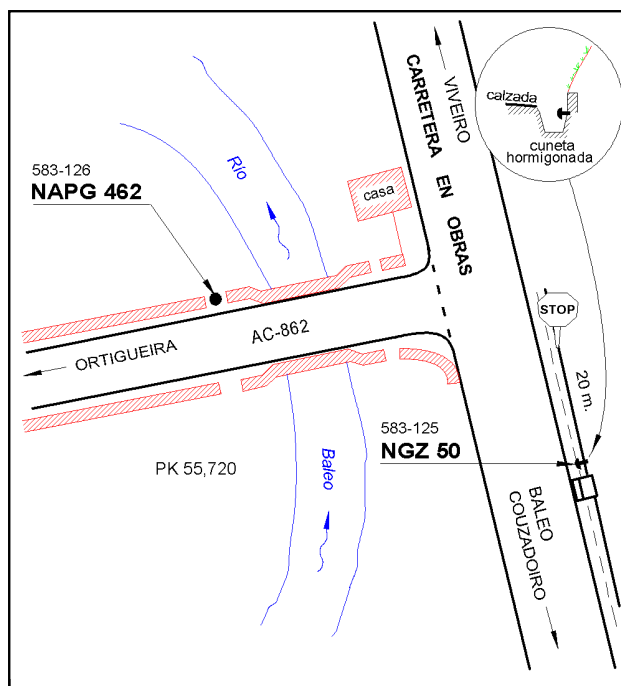 583-126
NAPG 462
Río
casa
CARRETERA EN OBRAS
VIVEIRO
calzada
cuneta
hormigonada
STOP
20 m.
AC-862
ORTIGUEIRA
583-125
NGZ 50
PK 55,720
Baleo
BALEO
COUZADOIRO